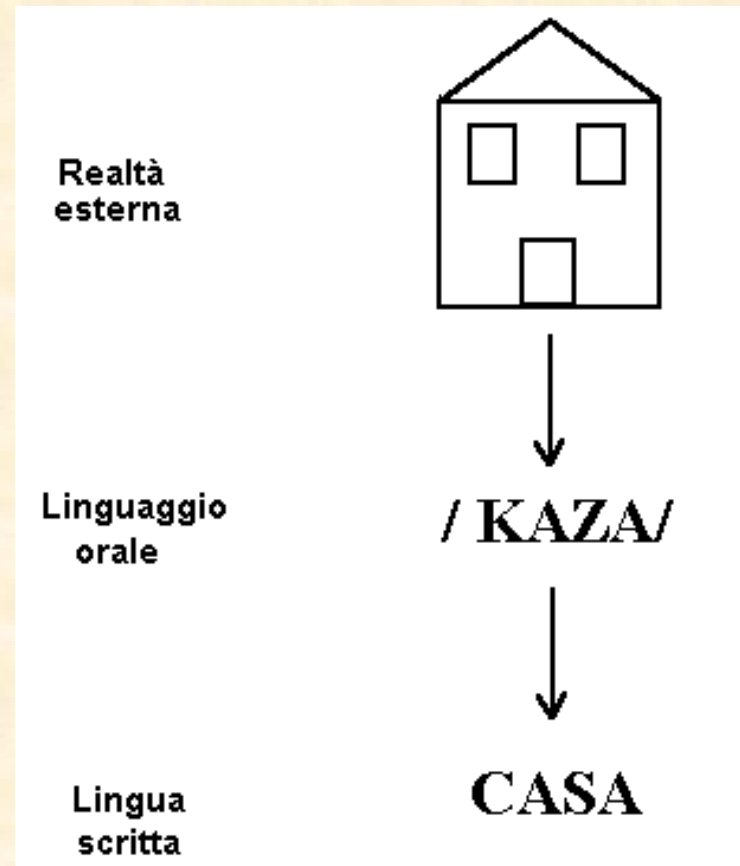 Realtà
esterna
Linguaggio
orale
/ KAZA/
Lingua
scritta
CASA